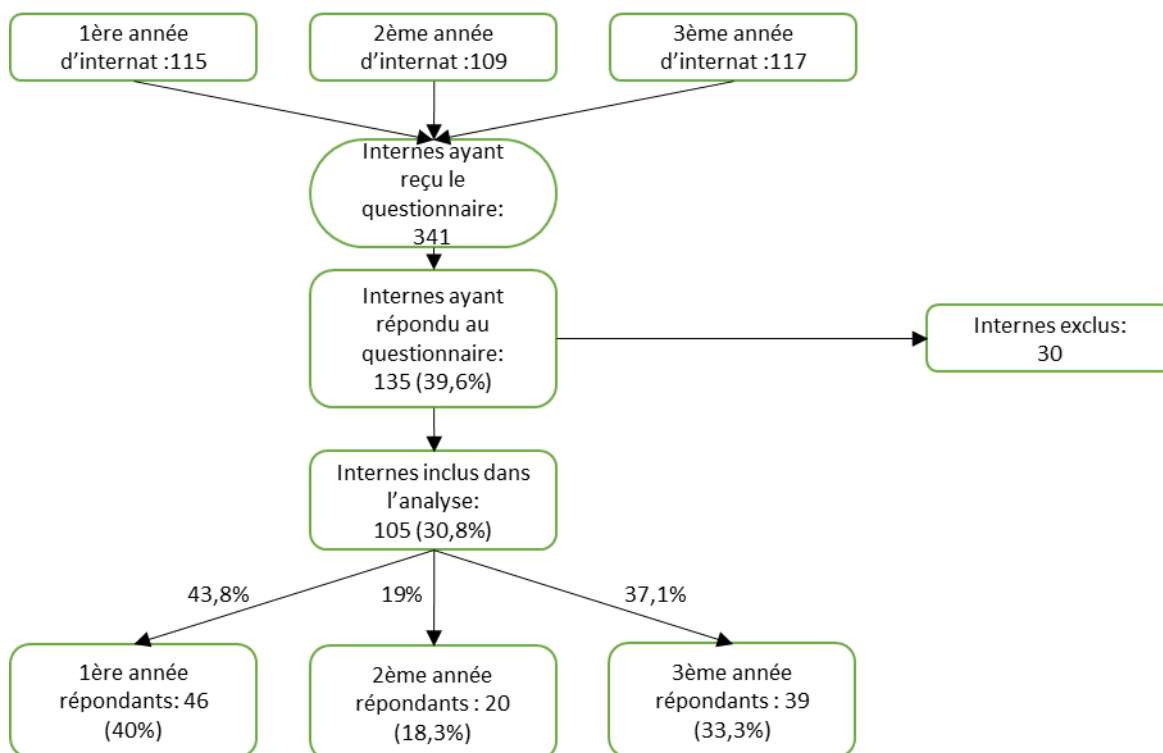 1ère année
d’internat :115
2ème année
d’internat :109
3ème année
d’internat :117
Internes ayant
reçu le
questionnaire:
341
Internes ayant
répondu au
questionnaire:
135 (39,6%)
Internes exclus:
30
Internes inclus dans
l’analyse:
105 (30,8%)
43,8%
19%
37,1%
1ère année
répondants: 46
(40%)
2ème année
répondants : 20
(18,3%)
3ème année
répondants : 39
(33,3%)